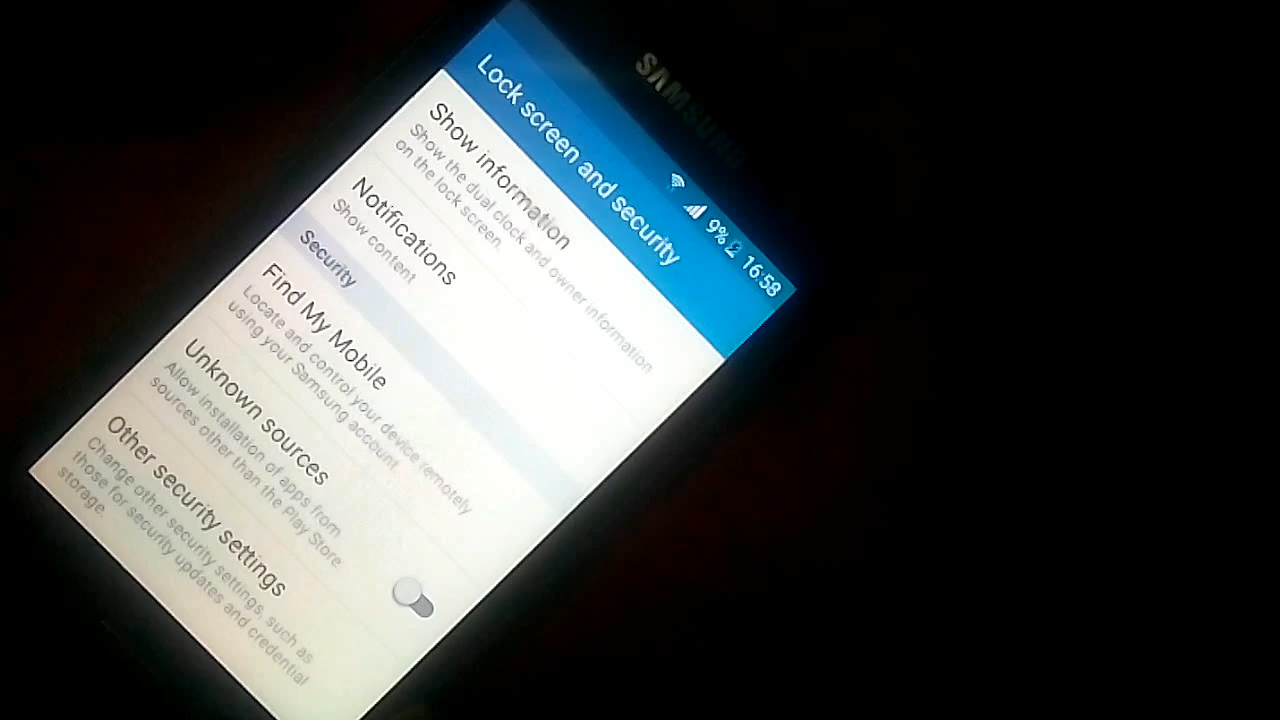 SAMSUNG
9% 16:58
Lock screen and security
Show information
Show the dual clock and owner information
on the lock screen.
Notifications
Show content
Security
Find My Mobile
Locate and control your device remotely
using your Samsung account.
Unknown sources
Allow installation of apps from
sources other than the Play Store
Other security settings
Change other security settings, such as
those for security updates and credential
storage.